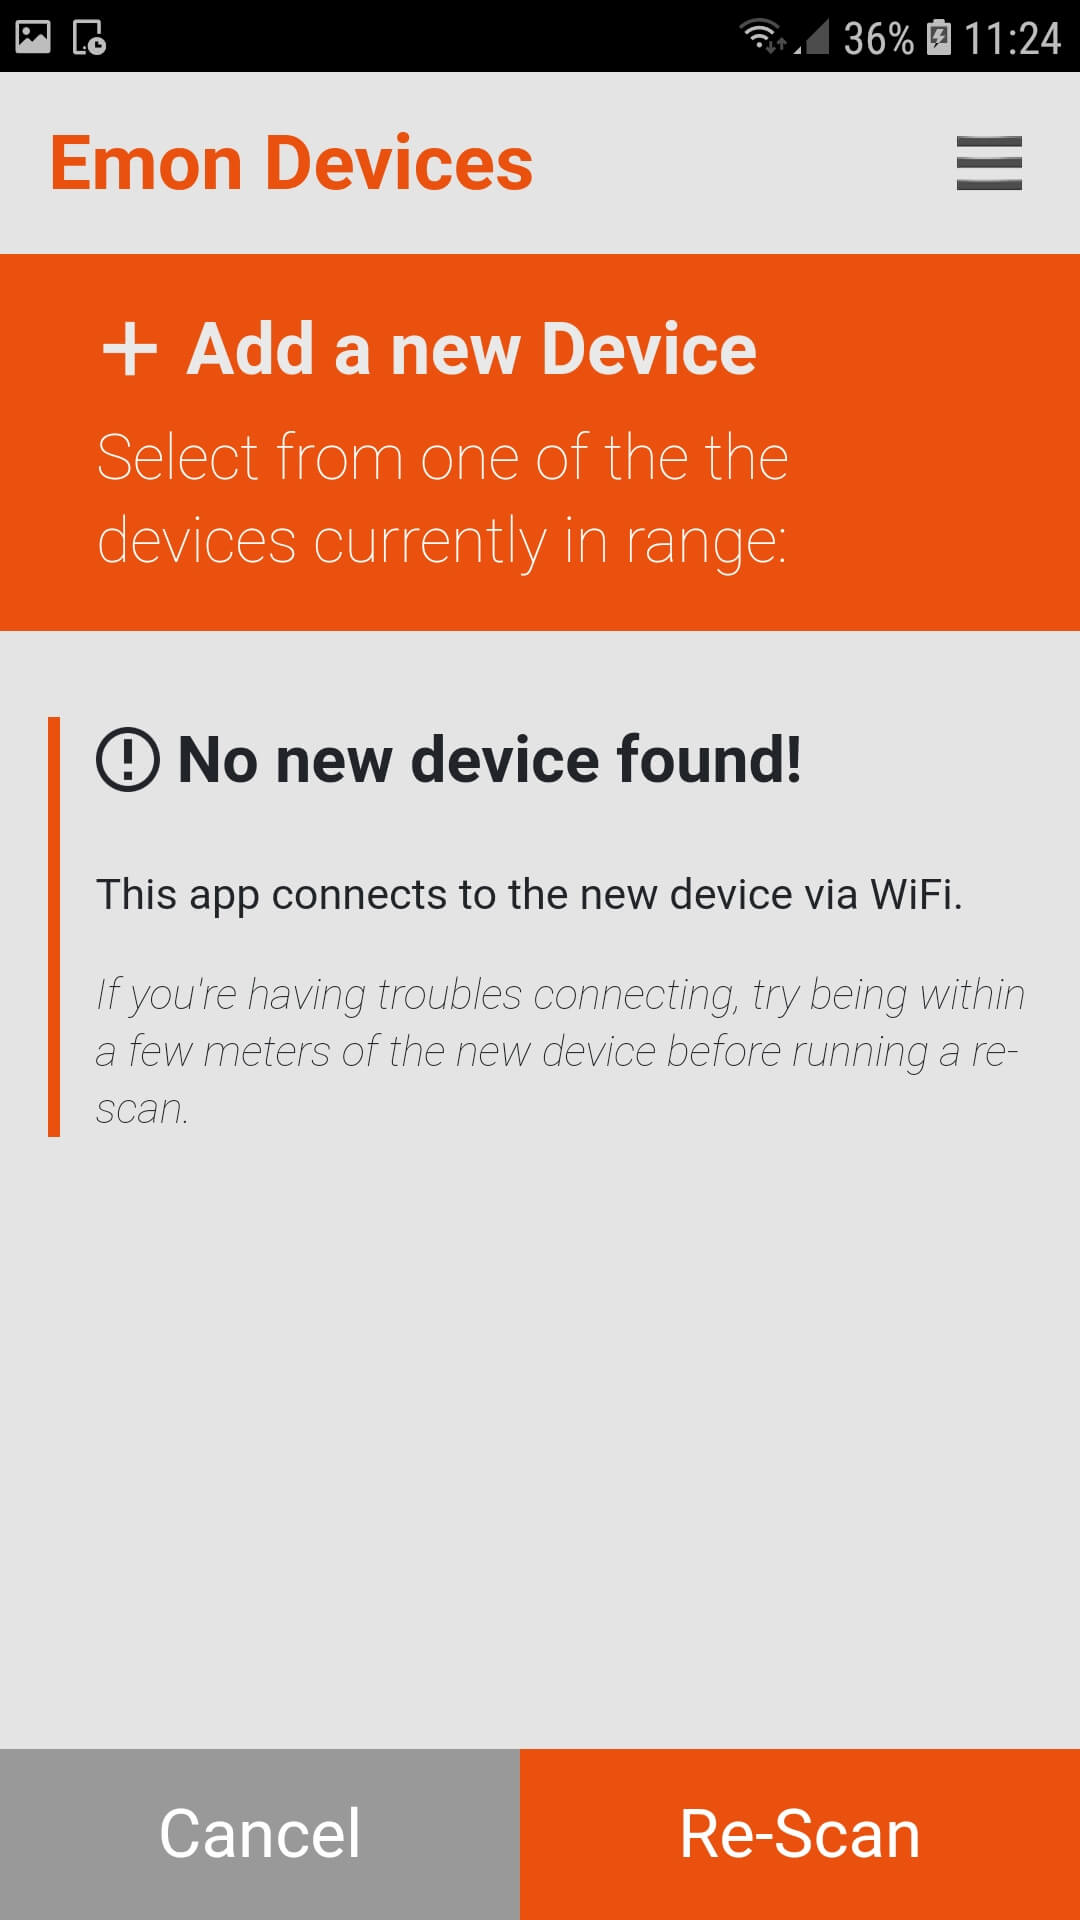 36% 11:24
Emon Devices
Add a new Device
Select from one of the the
devices currently in range:
No new device found!
This app connects to the new device via WiFi.
If you're having troubles connecting, try being within
a few meters of the new device before running a re-
scan.
Cancel Re-Scan